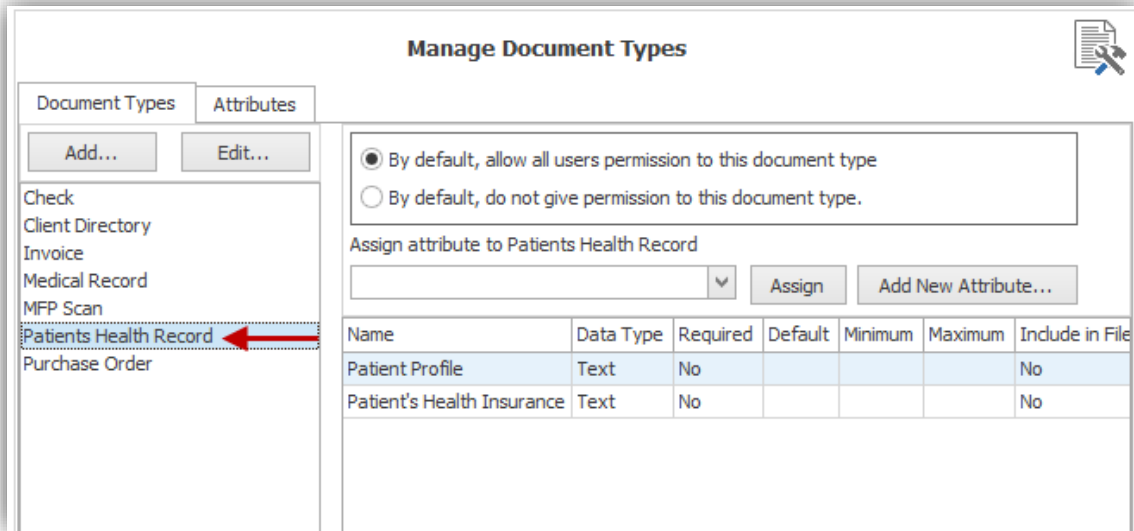 Manage Document Types
Document Types Attributes
Add... Edit...
Check
Client Directory
Invoice
Medical Record
MFP Scan
Patients Health Record
Purchase Order
By default, allow all users permission to this document type
By default, do not give permission to this document type.
Assign attribute to Patients Health Record
Assign Add New Attribute...
Name Data Type Required Default Minimum Maximum Include in File
Patient Profile Text No No
Patient's Health Insurance Text No No